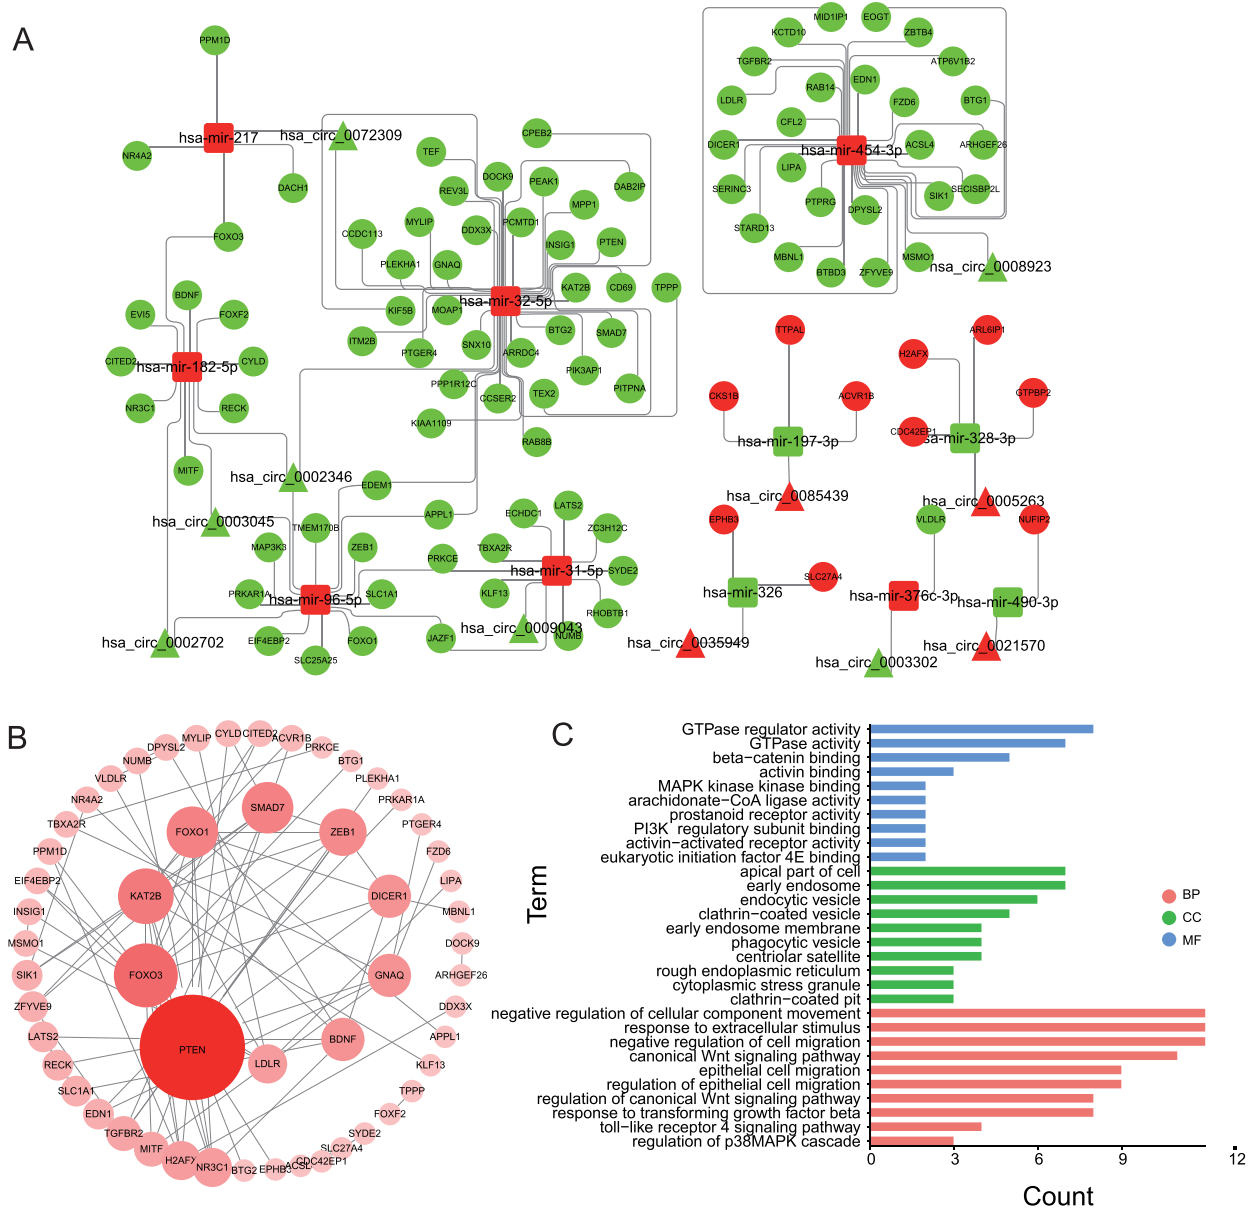 A
PPM1D
hsa-mir-217
hsa_circ_0072309
NR4A2
DACH1
FOXO3
BDNF
EVI5
FOXF2
CITED2
hsa-mir-182-5p
CYLD
NR3C1
RECK
MITF
hsa_circ_0002346
hsa_circ_0003045
hsa_circ_0002702
CPEB2
TEF
DOCK9
PEAK1
DAB2IP
REV3L
MPP1
MYLIP
DDX3X
PCMTD1
CCDC113
INSIG1
PTEN
PLEKHA1
GNAQ
KAT2B
CD69
TPPP
hsa-mir-32-5p
KIF5B
MOAP1
ITM2B
BTG2
SMAD7
PTGER4
SNX10
ARRDC4
PIK3AP1
PPP1R12C
CCSER2
TEX2
PITPNA
KIAA1109
RAB8B
EDEM1
APPL1
TMEM170B
MAP3K3
ZEB1
PRKCE
PRKAR1A
hsa-mir-96-5p
SLC1A1
EIF4EBP2
FOXO1
JAZF1
SLC25A25
ECHDC1
LATS2
ZC3H12C
TBXA2R
hsa-mir-31-5p
SYDE2
KLF13
RHOBTB1
hsa_circ_0009043
NUMB
MID1IP1
EOGT
KCTD10
ZBTB4
TGFBR2
ATP6V1B2
EDN1
RAB14
LDLR
FZD6
BTG1
CFL2
DICER1
hsa-mir-454-3p
ACSL4
ARHGEF26
LIPA
SERINC3
PTPRG
SIK1
SECISBP2L
DPYSL2
STARD13
MBNL1
BTBD3
ZFYVE9
MSMO1
hsa_circ_0008923
TTPAL
CKS1B
ACVR1B
hsa-mir-197-3p
hsa_circ_0085439
ARL6IP1
H2AFX
GTPBP2
CDC42EP1
sa-mir-328-3p
hsa_circ_0005263
EPHB3
SLC27A4
hsa-mir-326
hsa_circ_0035949
VLDLR
NUFIP2
hsa-mir-376c-3p
hsa-mir-490-3p
hsa_circ_0003302
hsa_circ_0021570
B
CYLD
CITED2
MYLIP
ACVR1B
DPYSL2
PRKCE
NUMB
BTG1
VLDLR
PLEKHA1
NR4A2
PRKAR1A
TBXA2R
PTGER4
PPM1D
FZD6
EIF4EBP2
LIPA
INSIG1
MBNL1
MSMO1
DOCK9
SIK1
ARHGEF26
ZFYVE9
DDX3X
LATS2
APPL1
RECK
KLF13
SLC1A1
TPPP
EDN1
FOXF2
TGFBR2
SYDE2
MITF
SLC27A4
H2AFX
CDC42EP1
NR3C1
BTG2
EPHB3
ACSL
SMAD7
FOXO1
ZEB1
KAT2B
DICER1
FOXO3
GNAQ
PTEN
LDLR
BDNF
C
GTPase regulator activity
GTPase activity
beta−catenin binding
activin binding
MAPK kinase kinase binding
arachidonate−CoA ligase activity
prostanoid receptor activity
PI3K regulatory subunit binding
activin−activated receptor activity
eukaryotic initiation factor 4E binding
apical part of cell
early endosome
endocytic vesicle
clathrin−coated vesicle
early endosome membrane
phagocytic vesicle
centriolar satellite
rough endoplasmic reticulum
cytoplasmic stress granule
clathrin−coated pit
negative regulation of cellular component movement
response to extracellular stimulus
negative regulation of cell migration
canonical Wnt signaling pathway
epithelial cell migration
regulation of epithelial cell migration
regulation of canonical Wnt signaling pathway
response to transforming growth factor beta
toll−like receptor 4 signaling pathway
regulation of p38MAPK cascade
Term
BP
CC
MF
0 3 6 9 12
Count